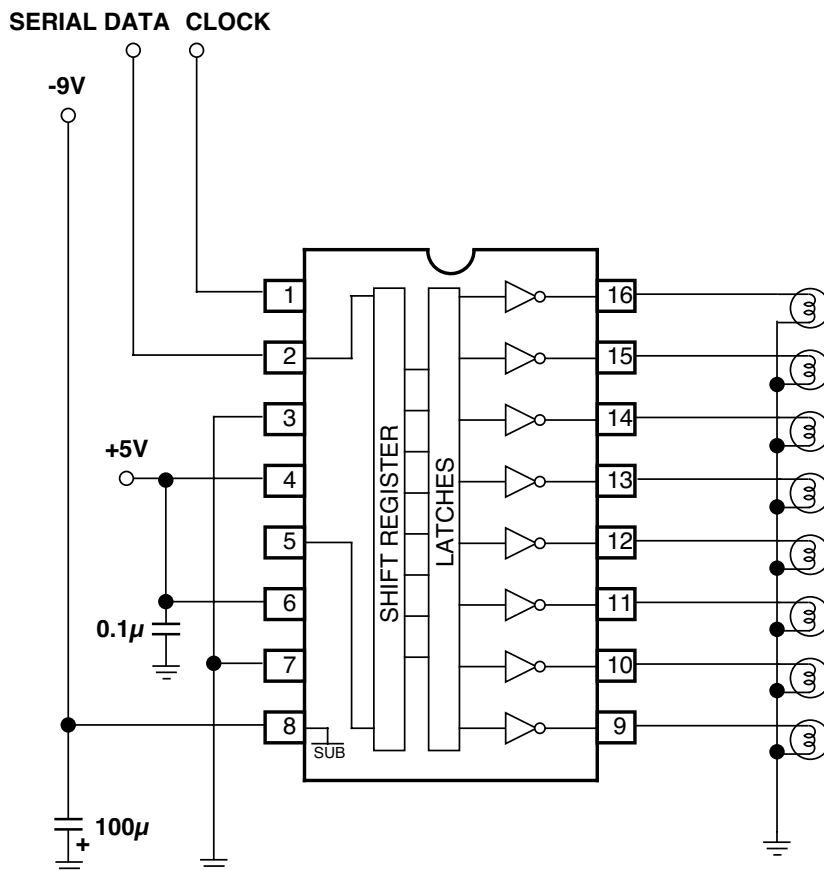 SERIAL DATA CLOCK
-9V
1
16
2
15
3
14
+5V
4
13
5
12
6
11
0.1µ
7
10
8
9
SUB
SHIFT REGISTER
LATCHES
100µ
+